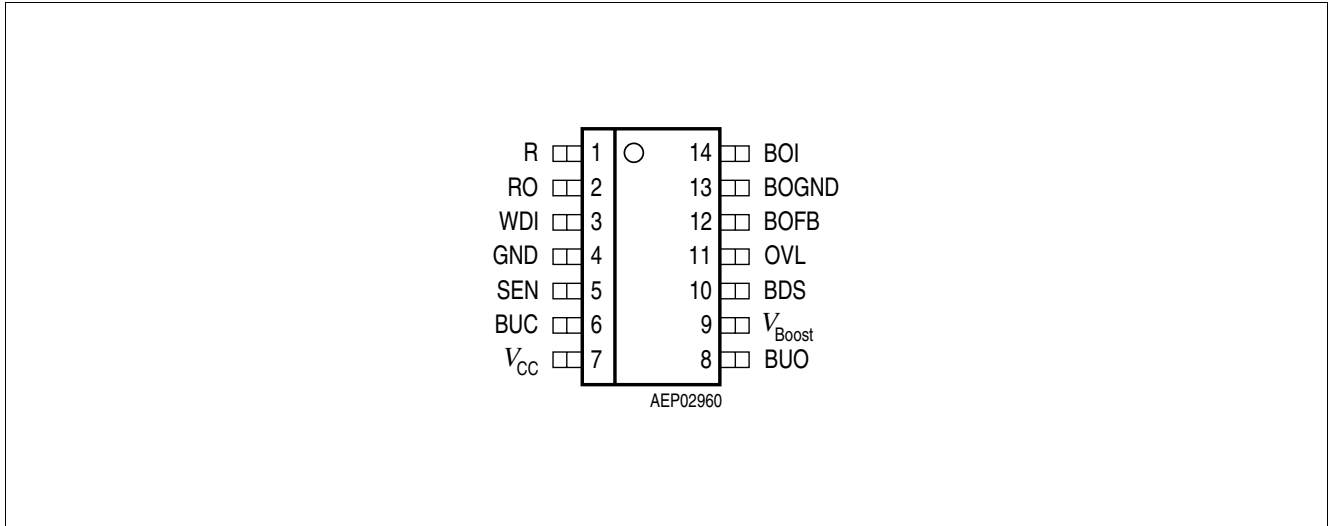 R 1 14 BOI
RO 2 13 BOGND
WDI 3 12 BOFB
GND 4 11 OVL
SEN 5 10 BDS
BUC 6 9 VBoost
VCC 7 8 BUO
AEP02960